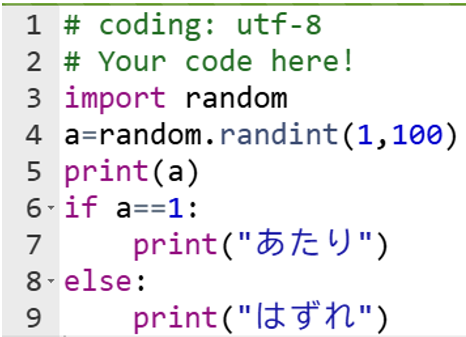 1 # coding: utf-8
2 # Your code here!
3 import random
4 a=random.randint(1,100)
5 print(a)
6 if a==1:
7     print("あたり")
8 else:
9     print("はずれ")